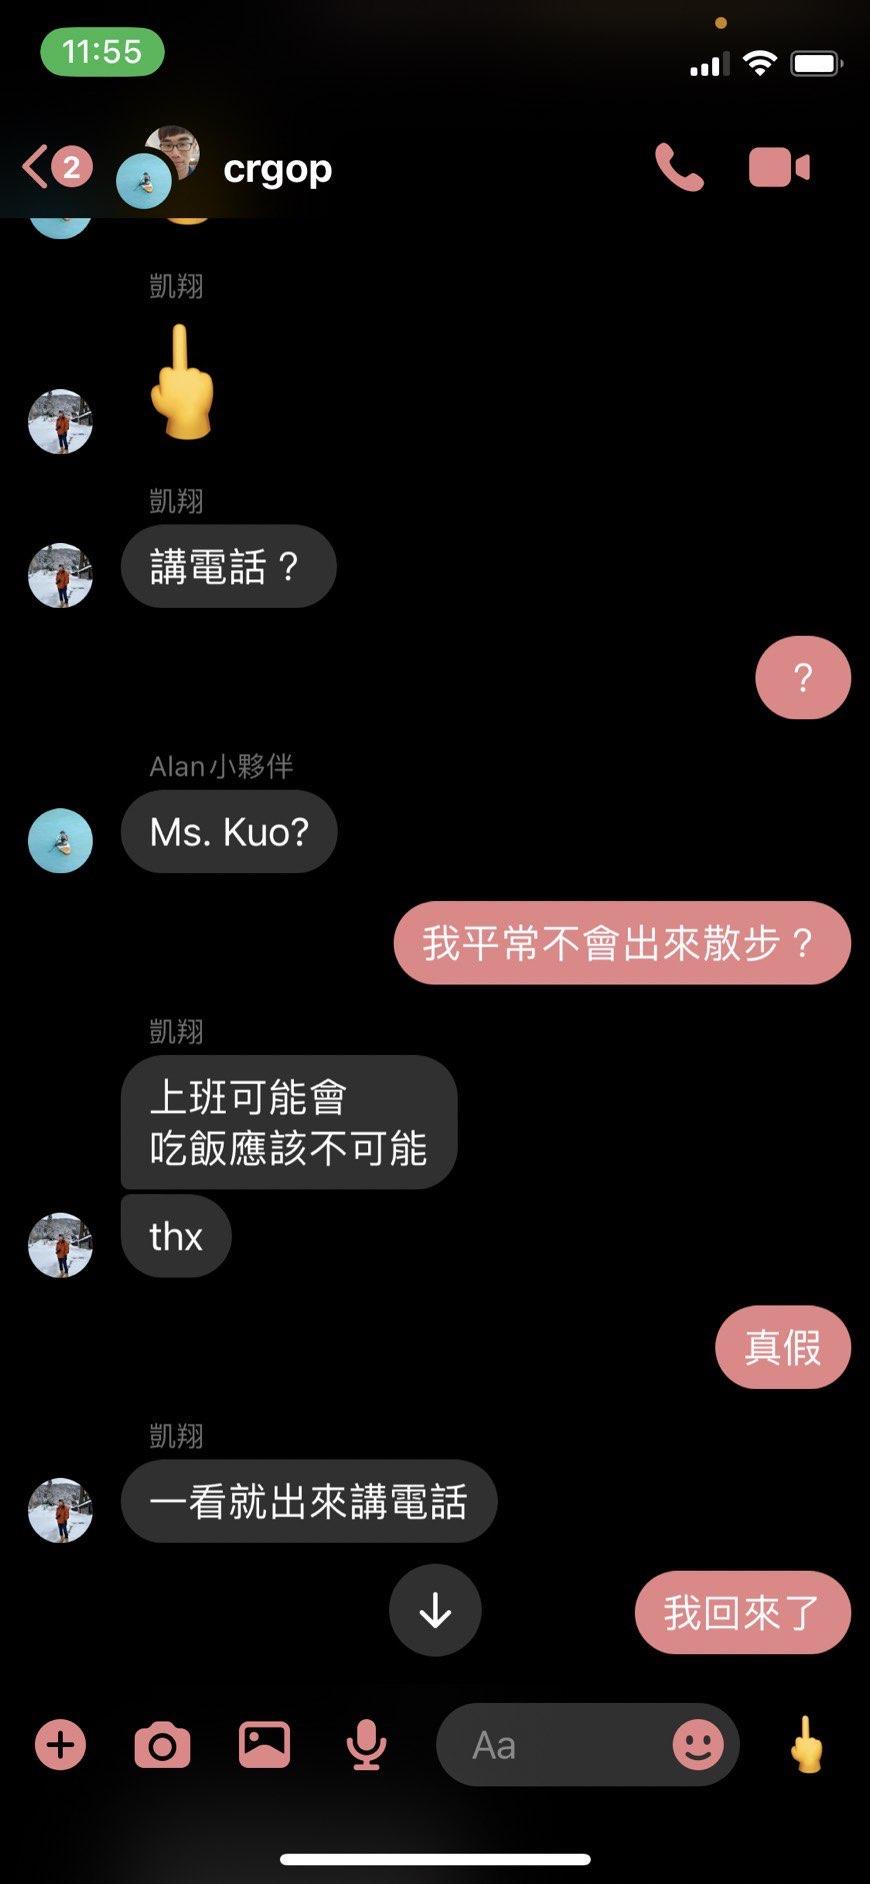 11:55
2
crgop
凱翔
凱翔
講電話？
？
Alan小夥伴
Ms. Kuo?
我平常不會出來散步？
凱翔
上班可能會
吃飯應該不可能
thx
真假
凱翔
一看就出來講電話
我回來了
Aa